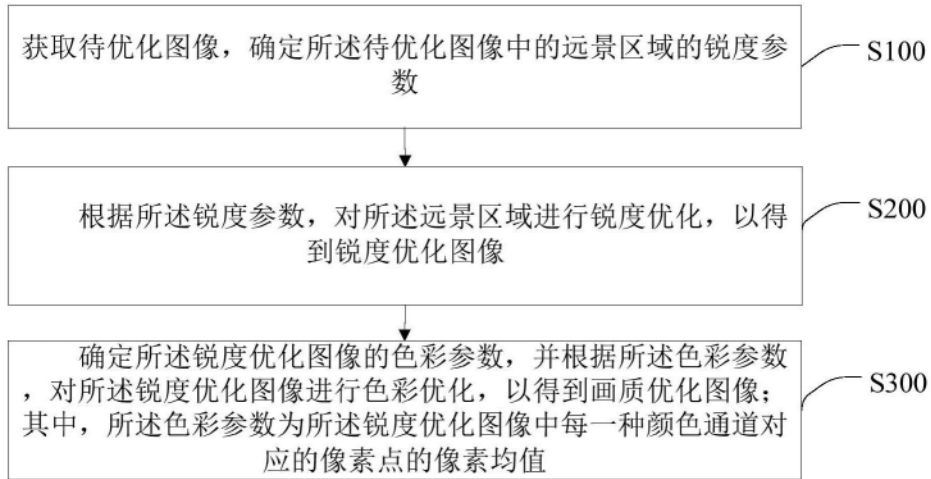 获取待优化图像，确定所述待优化图像中的远景区域的锐度参
数
S100
根据所述锐度参数，对所述远景区域进行锐度优化，以得
到锐度优化图像
S200
确定所述锐度优化图像的色彩参数，并根据所述色彩参数
，对所述锐度优化图像进行色彩优化，以得到画质优化图像；
其中，所述色彩参数为所述锐度优化图像中每一种颜色通道对
应的像素点的像素均值
S300